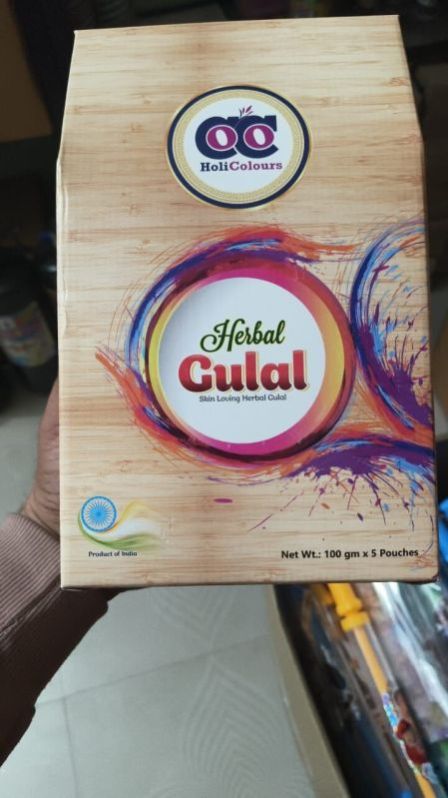 HoliColours
Herbal
Gulal
Skin Loving Herbal Gulal
Product of India
Net Wt.: 100 gm x 5 Pouches